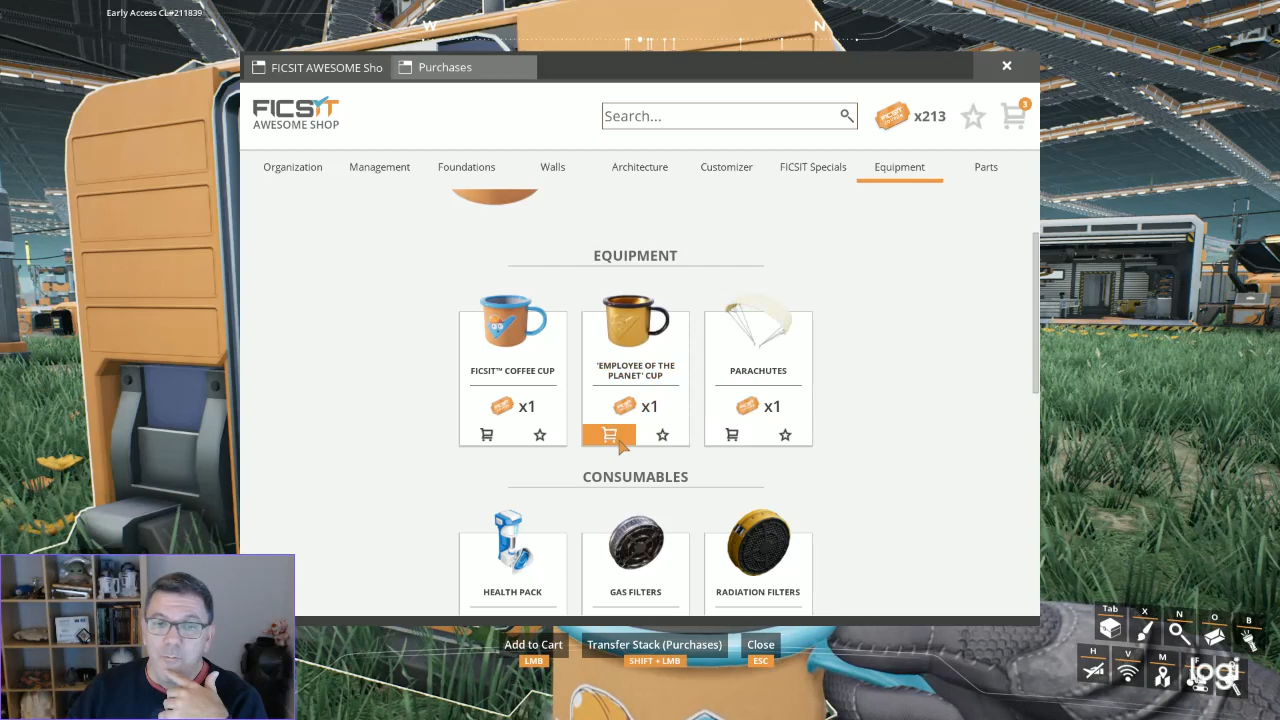 Early Access CL#211839
W
N
FICSIT AWESOME Sho
Purchases
FICSIT
AWESOME SHOP
Search...
x213
3
Organization
Management
Foundations
Walls
Architecture
Customizer
FICSIT Specials
Equipment
Parts
EQUIPMENT
FICSIT™ COFFEE CUP
'EMPLOYEE OF THE
PLANET' CUP
PARACHUTES
x1
x1
x1
CONSUMABLES
HEALTH PACK
GAS FILTERS
RADIATION FILTERS
Add to Cart
Transfer Stack (Purchases)
Close
LMB
SHIFT + LMB
ESC
Tab
X
N
O
B
H
V
M
F
logi